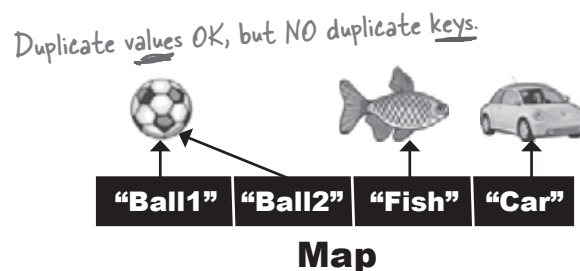 Duplicate values OK, but NO duplicate keys.
“Ball1” “Ball2” “Fish” “Car”
Map